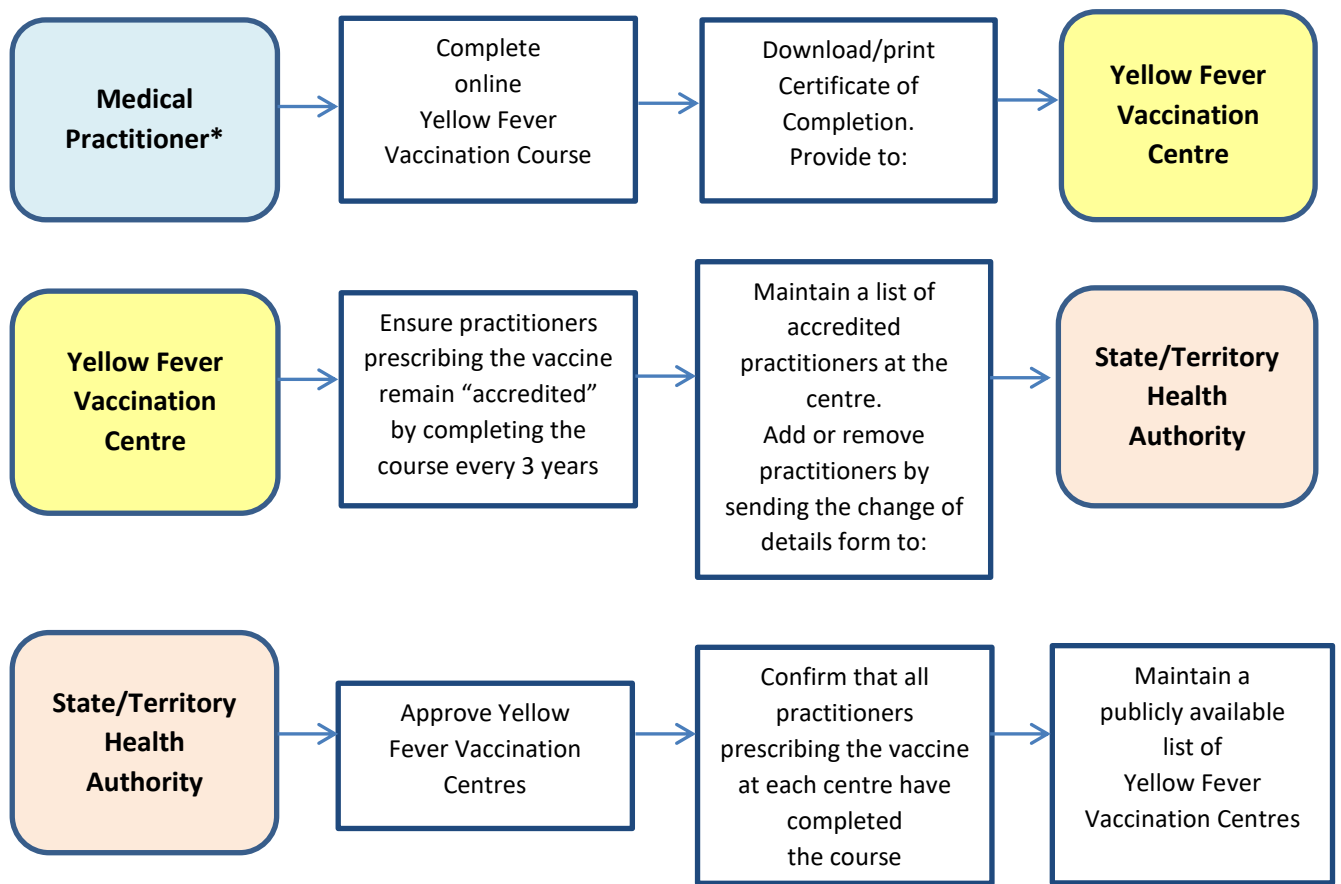 Medical
Practitioner*
Complete
online
Yellow Fever
Vaccination Course
Download/print
Certificate of
Completion.
Provide to:
Yellow Fever
Vaccination
Centre
Yellow Fever
Vaccination
Centre
Ensure practitioners
prescribing the vaccine
remain “accredited”
by completing the
course every 3 years
Maintain a list of
accredited
practitioners at the
centre.
Add or remove
practitioners by
sending the change of
details form to:
State/Territory
Health
Authority
State/Territory
Health
Authority
Approve Yellow
Fever Vaccination
Centres
Confirm that all
practitioners
prescribing the vaccine
at each centre have
completed
the course
Maintain a
publicly available
list of
Yellow Fever
Vaccination Centres